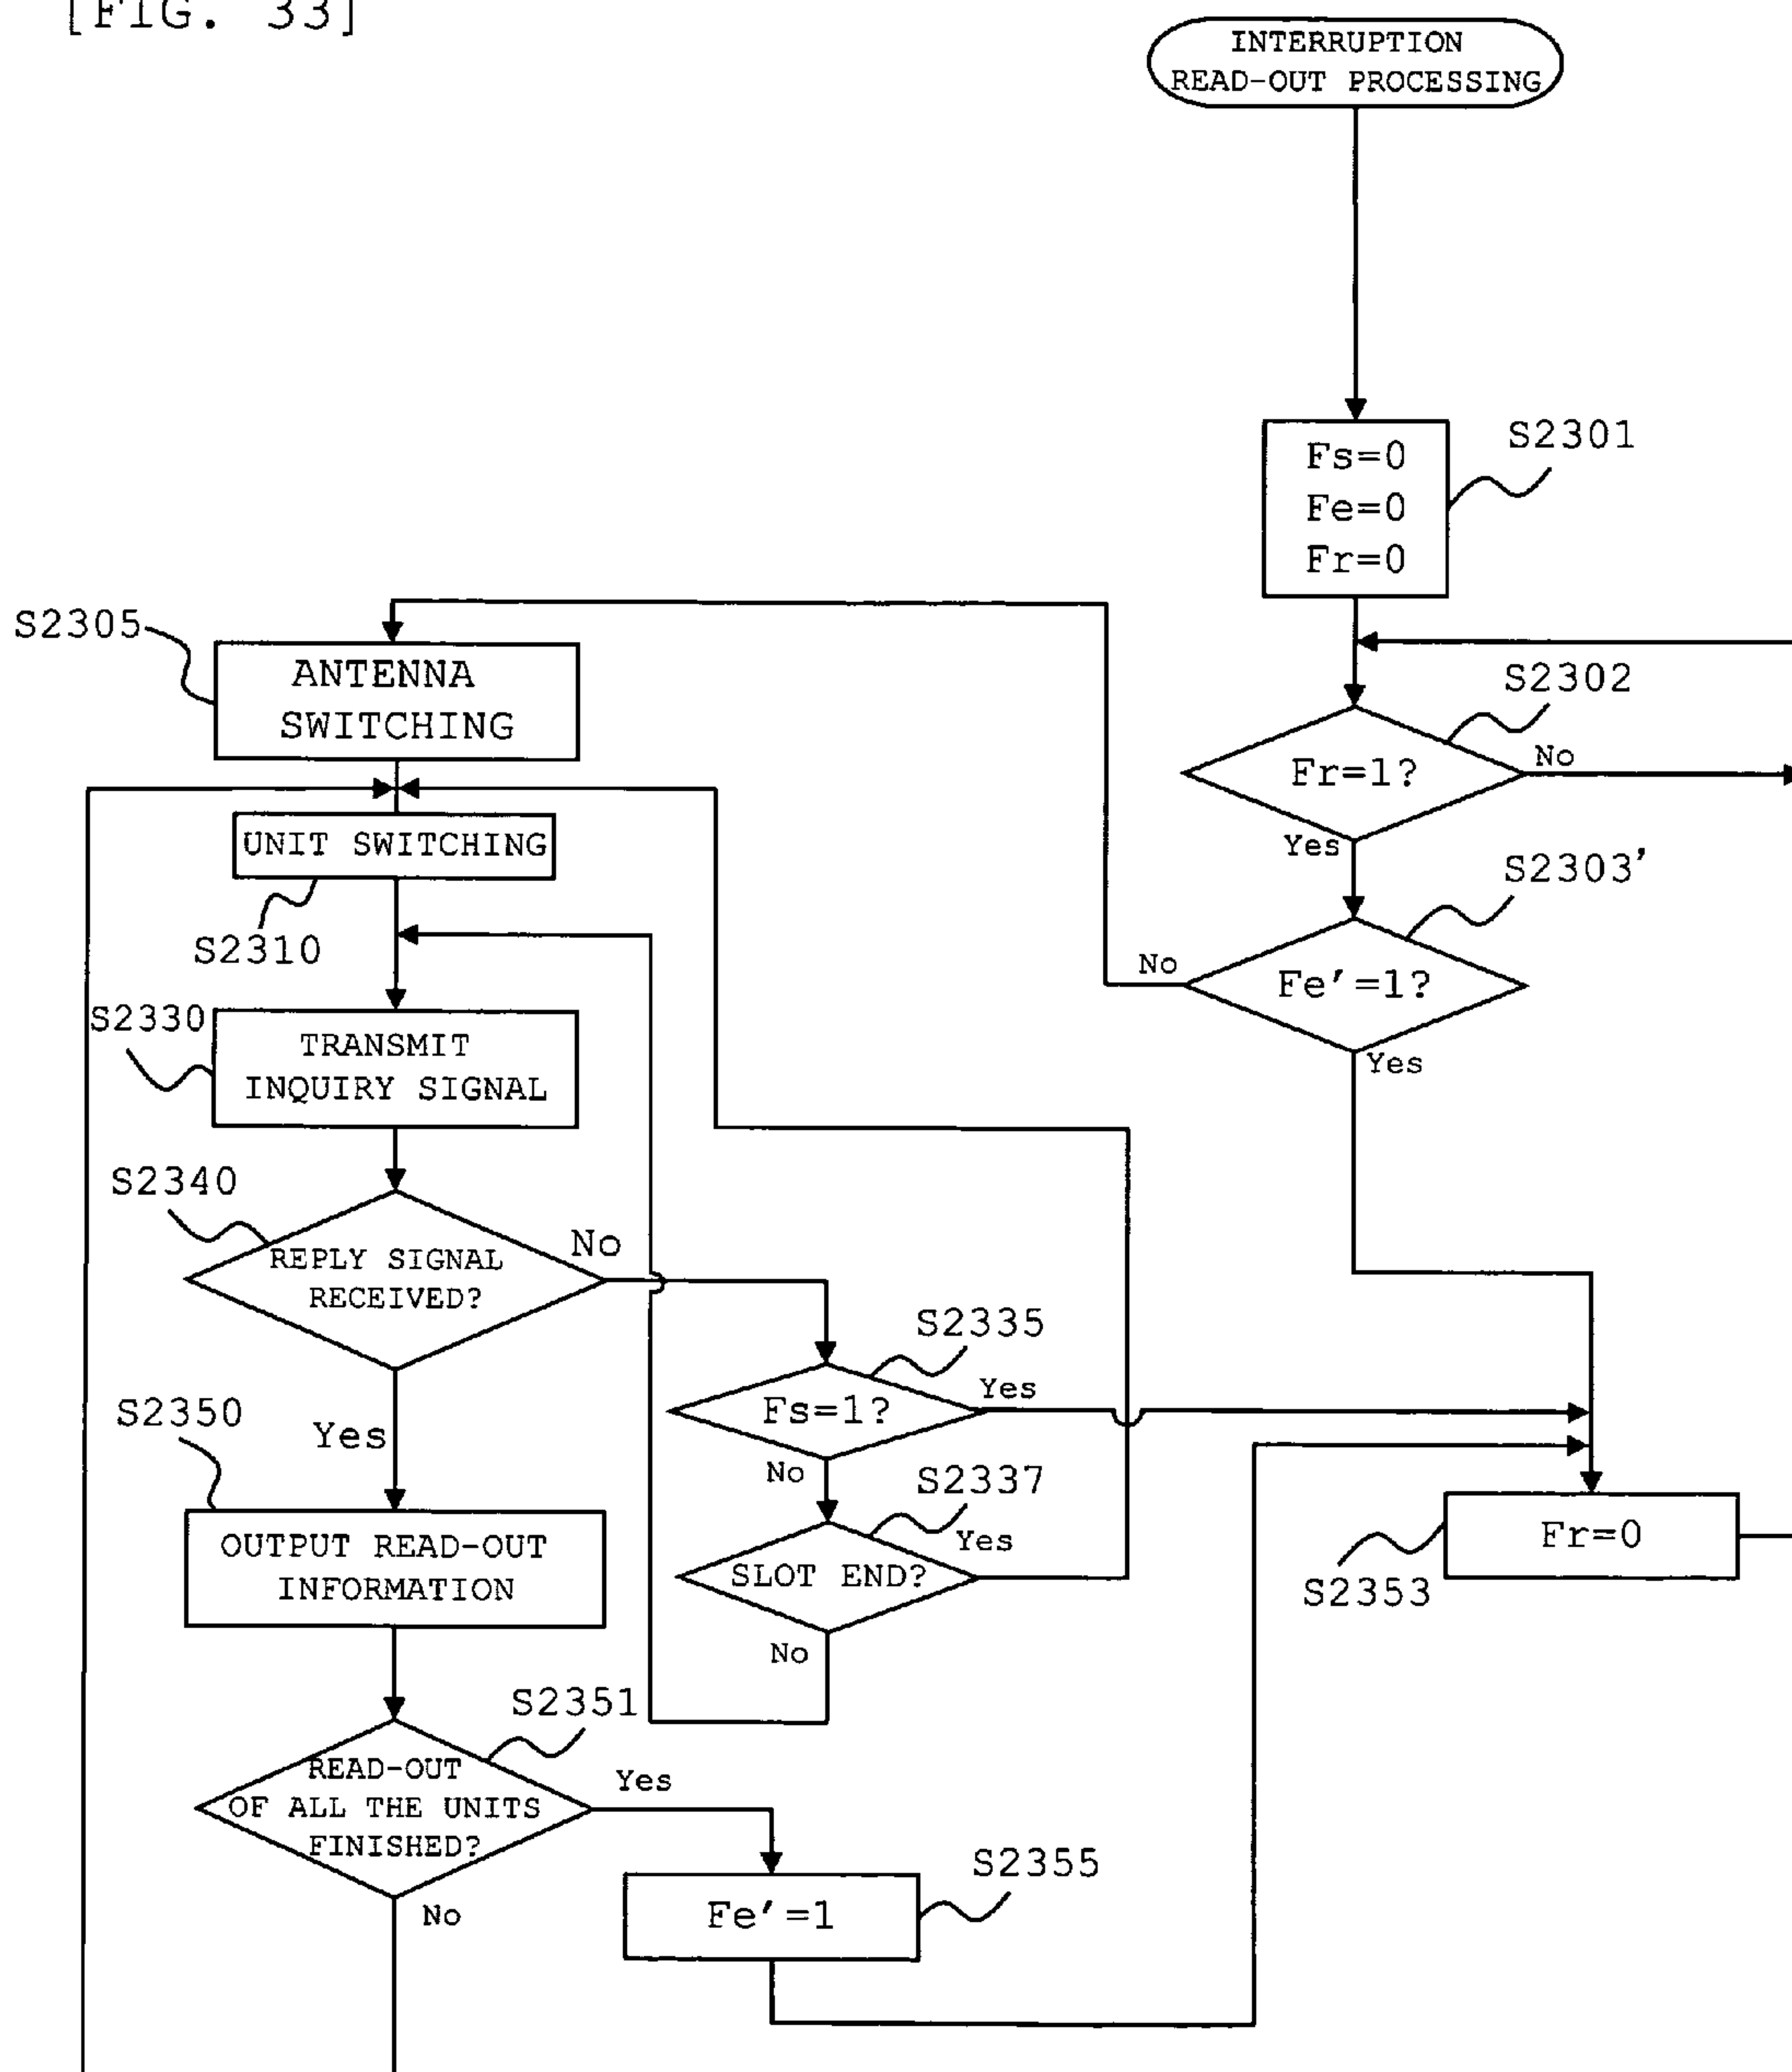 [FIG. 33]
INTERRUPTION
READ-OUT PROCESSING
Fs=0
Fe=0
Fr=0
S2301
S2305
ANTENNA
SWITCHING
S2302
Fr=1?
No
Yes
UNIT SWITCHING
S2310
S2303'
Fe'=1?
No
Yes
S2330
TRANSMIT
INQUIRY SIGNAL
S2340
REPLY SIGNAL
RECEIVED?
No
Yes
S2335
Fs=1?
Yes
No
S2350
OUTPUT READ-OUT
INFORMATION
S2337
SLOT END?
Yes
No
Fr=0
S2353
S2351
READ-OUT
OF ALL THE UNITS
FINISHED?
Yes
No
S2355
Fe'=1